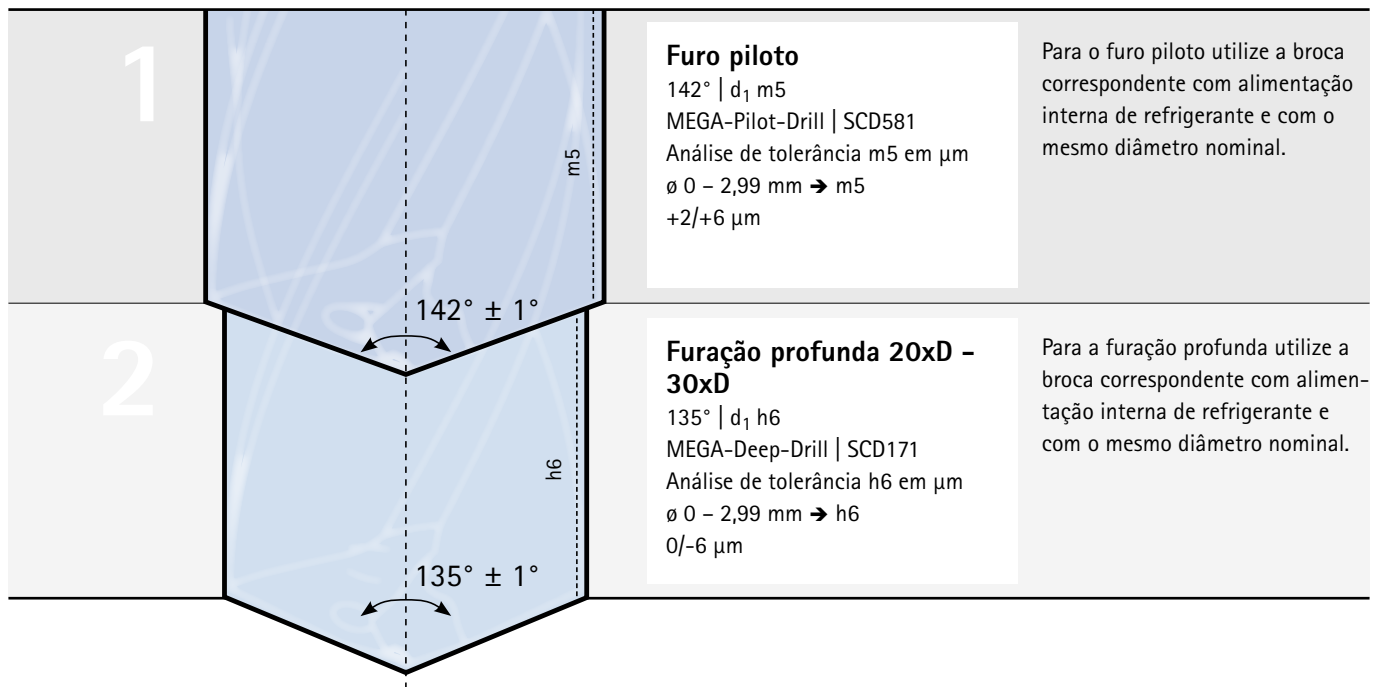 1
m5
142° ± 1°
Furo piloto
142° | d₁ m5
MEGA-Pilot-Drill | SCD581
Análise de tolerância m5 em µm
ø 0 – 2,99 mm ➔ m5
+2/+6 µm
Para o furo piloto utilize a broca
correspondente com alimentação
interna de refrigerante e com o
mesmo diâmetro nominal.
2
h6
135° ± 1°
Furação profunda 20xD –
30xD
135° | d₁ h6
MEGA-Deep-Drill | SCD171
Análise de tolerância h6 em µm
ø 0 – 2,99 mm ➔ h6
0/-6 µm
Para a furação profunda utilize a
broca correspondente com alimen-
tação interna de refrigerante e
com o mesmo diâmetro nominal.